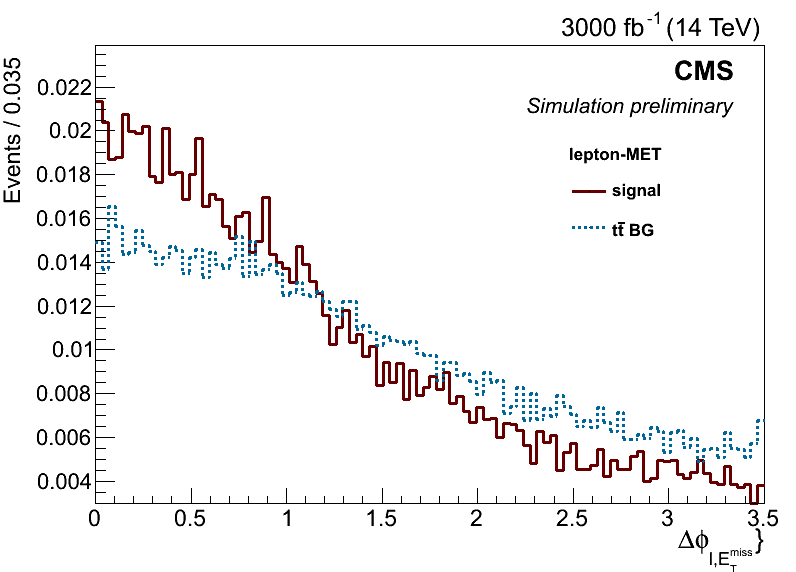 3000 fb⁻¹ (14 TeV)
CMS
Simulation preliminary
lepton-MET
signal
tt̄ BG
Events / 0.035
0.022
0.02
0.018
0.016
0.014
0.012
0.01
0.008
0.006
0.004
0 0.5 1 1.5 2 2.5 3 3.5
Δϕ l,E T miss }